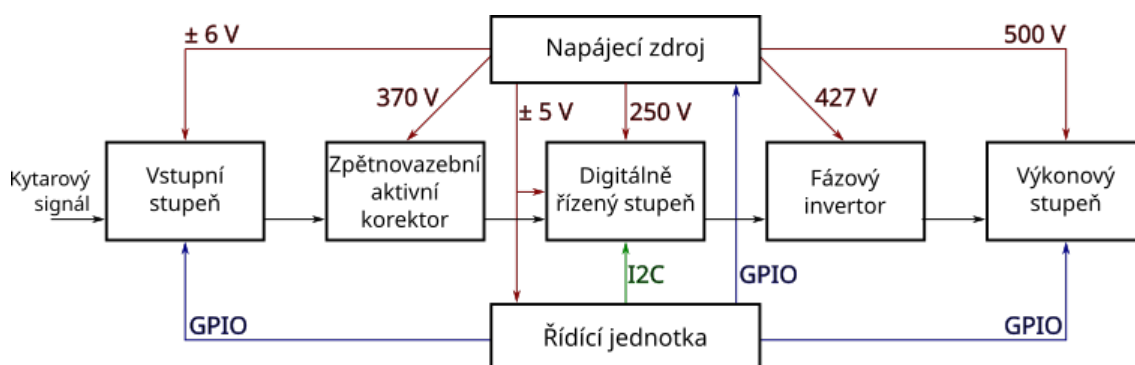 ± 6 V
Napájecí zdroj
500 V
370 V
± 5 V
250 V
427 V
Kytarový
signál
Vstupní
stupeň
Zpětnovazební
aktivní
korektor
Digitálně
řízený stupeň
Fázový
invertor
Výkonový
stupeň
I2C
GPIO
GPIO
Řídící jednotka
GPIO